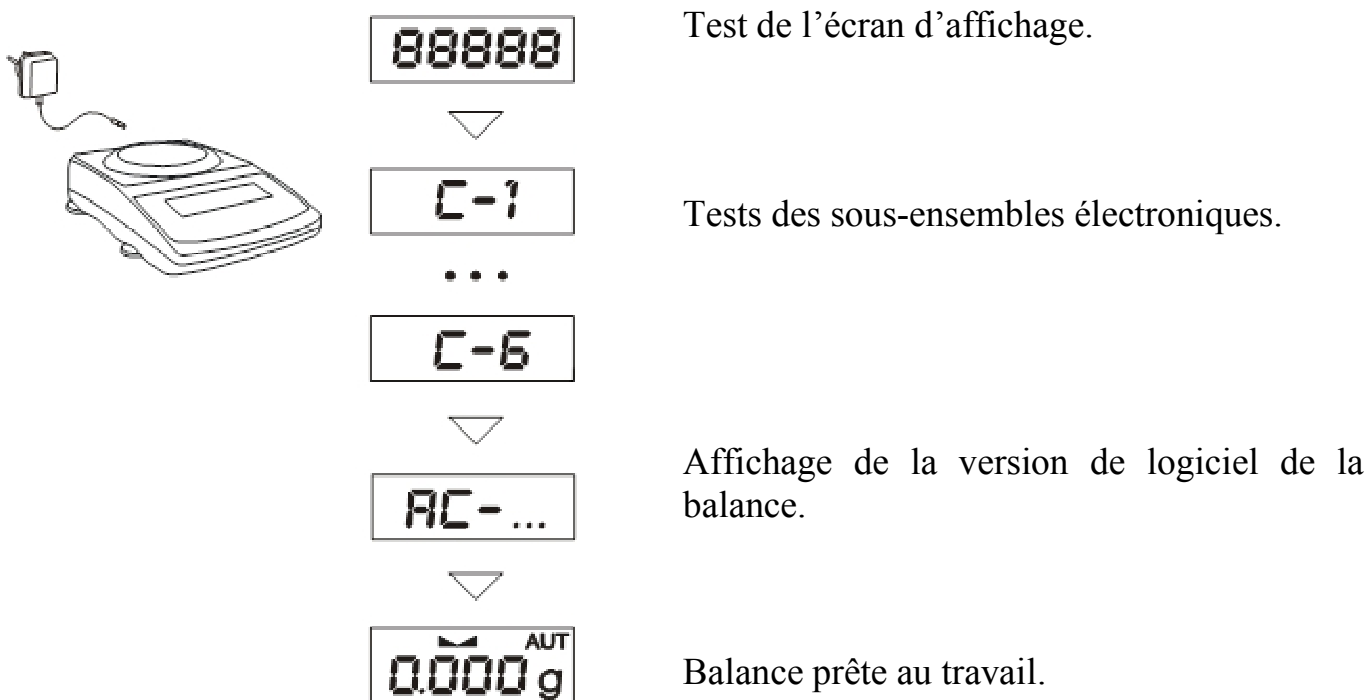 88888
Test de l’écran d’affichage.
C-1
Tests des sous-ensembles électroniques.
...
C-6
Affichage de la version de logiciel de la
balance.
AC-...
AUT
0.000 g
Balance prête au travail.